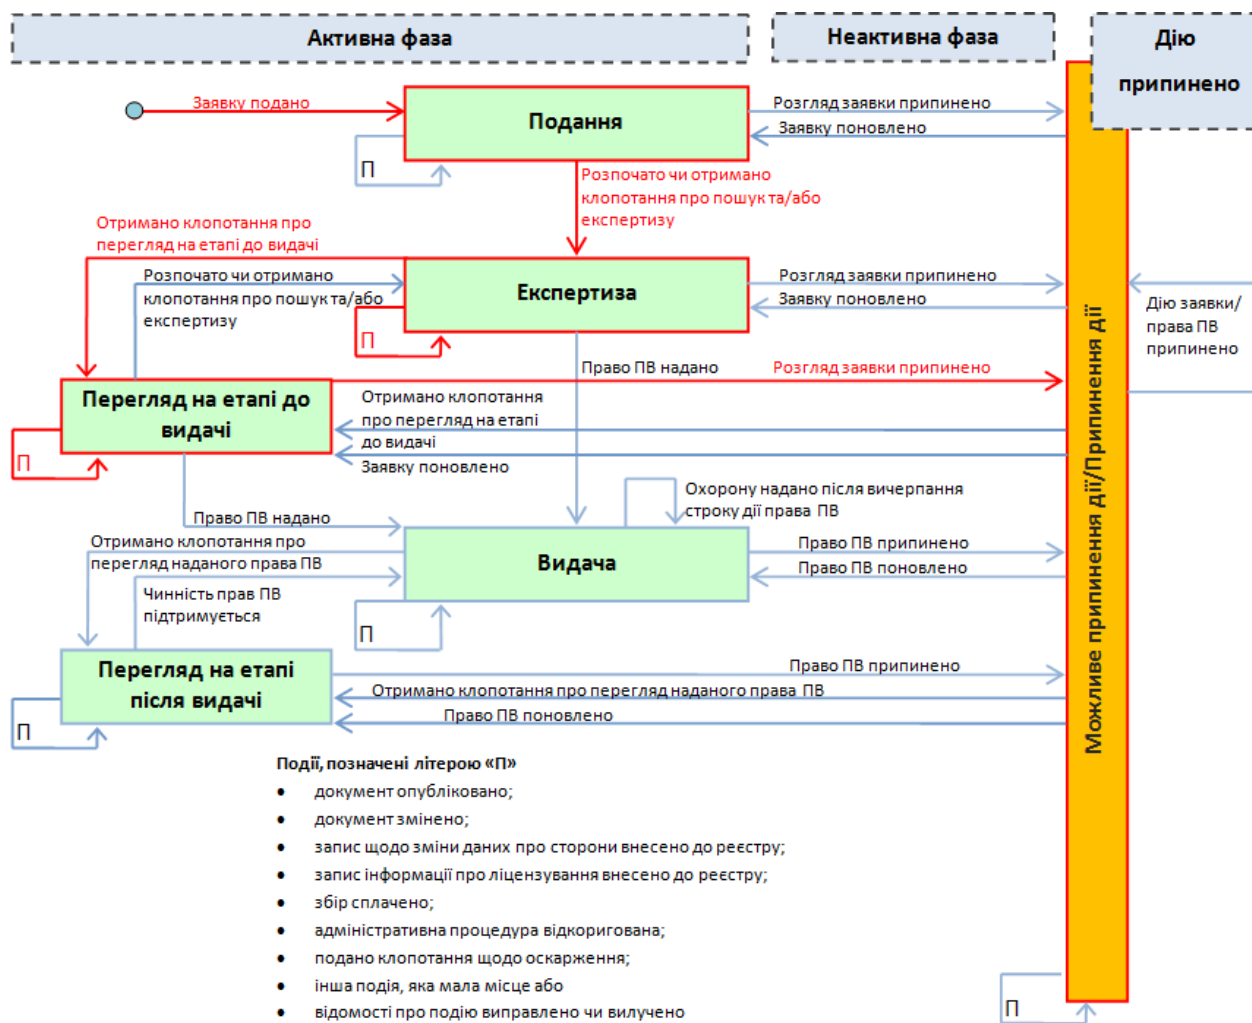 Активна фаза
Неактивна фаза
Дію
припинено
Заявку подано
Подання
Розгляд заявки припинено
Заявку поновлено
П
Розпочато чи отримано
клопотання про пошук та/або
експертизу
Отримано клопотання про
перегляд на етапі до видачі
Розпочато чи отримано
клопотання про пошук та/або
експертизу
Експертиза
Розгляд заявки припинено
Заявку поновлено
П
Дію заявки/
права ПВ
припинено
Право ПВ надано
Розгляд заявки припинено
Перегляд на етапі до
видачі
Отримано клопотання
про перегляд на етапі
до видачі
Заявку поновлено
П
Можливе припинення дії/Припинення дії
Охорону надано після вичерпання
строку дії права ПВ
Право ПВ надано
Отримано клопотання про
перегляд наданого права ПВ
Видача
Право ПВ припинено
Право ПВ поновлено
Чинність прав ПВ
підтримується
П
Перегляд на етапі
після видачі
Право ПВ припинено
Отримано клопотання про перегляд наданого права ПВ
Право ПВ поновлено
П
Події, позначені літерою «П»
• документ опубліковано;
• документ змінено;
• запис щодо зміни даних про сторони внесено до реєстру;
• запис інформації про ліцензування внесено до реєстру;
• збір сплачено;
• адміністративна процедура відкоригована;
• подано клопотання щодо оскарження;
• інша подія, яка мала місце або
• відомості про подію виправлено чи вилучено
П